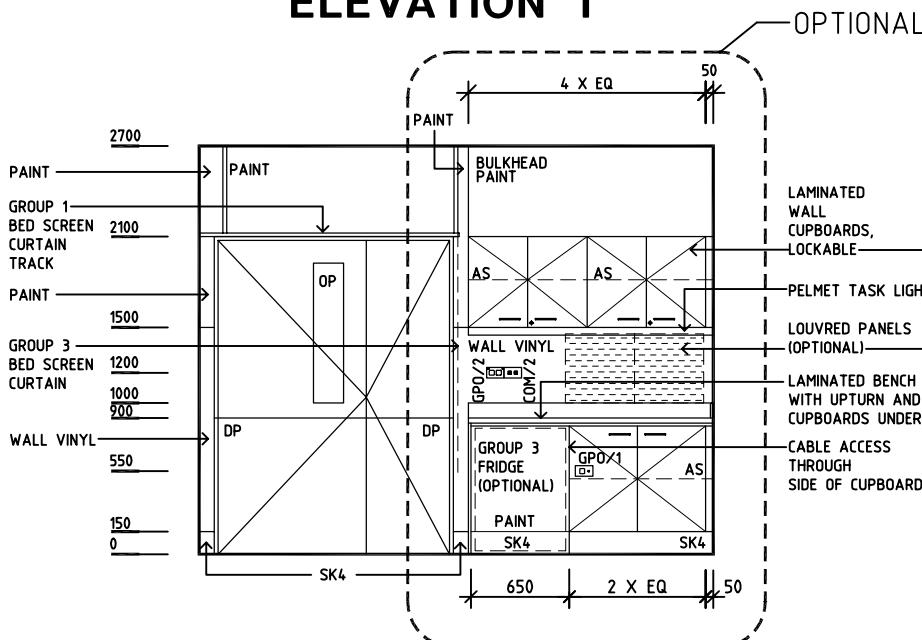 ELEVATION 1
OPTIONAL
4 X EQ
50
PAINT
2700
PAINT
PAINT
BULKHEAD
PAINT
GROUP 1
BED SCREEN
CURTAIN
TRACK
2100
LAMINATED
WALL
CUPBOARDS,
LOCKABLE
OP
AS
AS
PAINT
PELMET TASK LIGH
1500
GROUP 3
BED SCREEN
CURTAIN
WALL VINYL
LOUVRED PANELS
(OPTIONAL)
1200
GPO/2
COM/2
1000
900
LAMINATED BENCH
WITH UPTURN AND
CUPBOARDS UNDER
WALL VINYL
DP
DP
GROUP 3
FRIDGE
(OPTIONAL)
GPO/1
AS
CABLE ACCESS
THROUGH
SIDE OF CUPBOARD
550
PAINT
150
0
SK4
SK4
SK4
650
2 X EQ
50